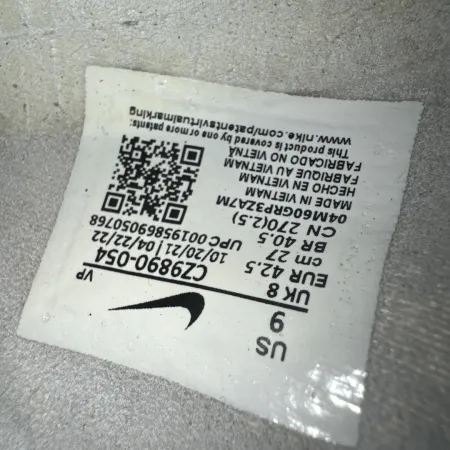 US
9
VP
UK 8
EUR 42.5
cm 27
BR 40.5
CN 270(2.5)
CZ9890-054
10/20/21 | 04/22/22
UPC 00195869050768
04M60GRP3ZA7M
MADE IN VIETNAM
HECHO EN VIETNAM
FABRIQUE AU VIETNAM
FABRICADO NO VIETNÃ
This product is covered by one or more patents:
www.nike.com/patentsvirtualmarking